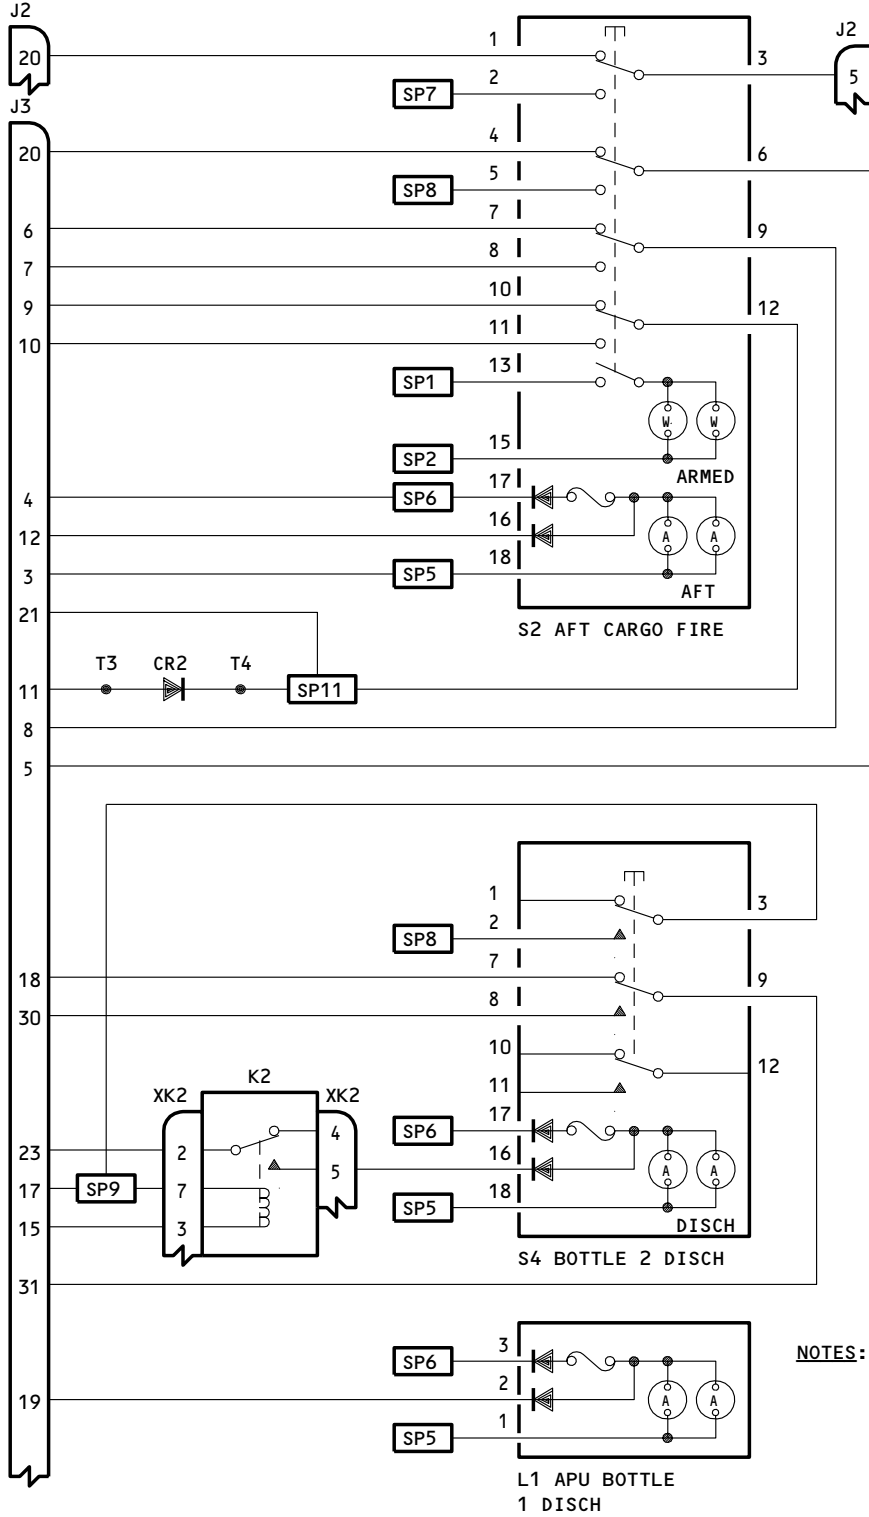 J2
J2
20
1
3
5
2
SP7
J3
20
4
6
5
SP8
7
6
9
8
7
10
9
12
11
10
13
SP1
W
W
15
SP2
ARMED
17
4
SP6
16
12
A
A
18
3
SP5
AFT
21
S2 AFT CARGO FIRE
T3
CR2
T4
11
SP11
8
5
1
3
2
SP8
7
9
18
8
30
10
12
K2
11
XK2
XK2
17
4
SP6
23
2
16
5
A
A
17
SP9
7
18
SP5
15
3
DISCH
S4 BOTTLE 2 DISCH
31
3
SP6
NOTES:
2
19
A
A
1
SP5
L1 APU BOTTLE
1 DISCH